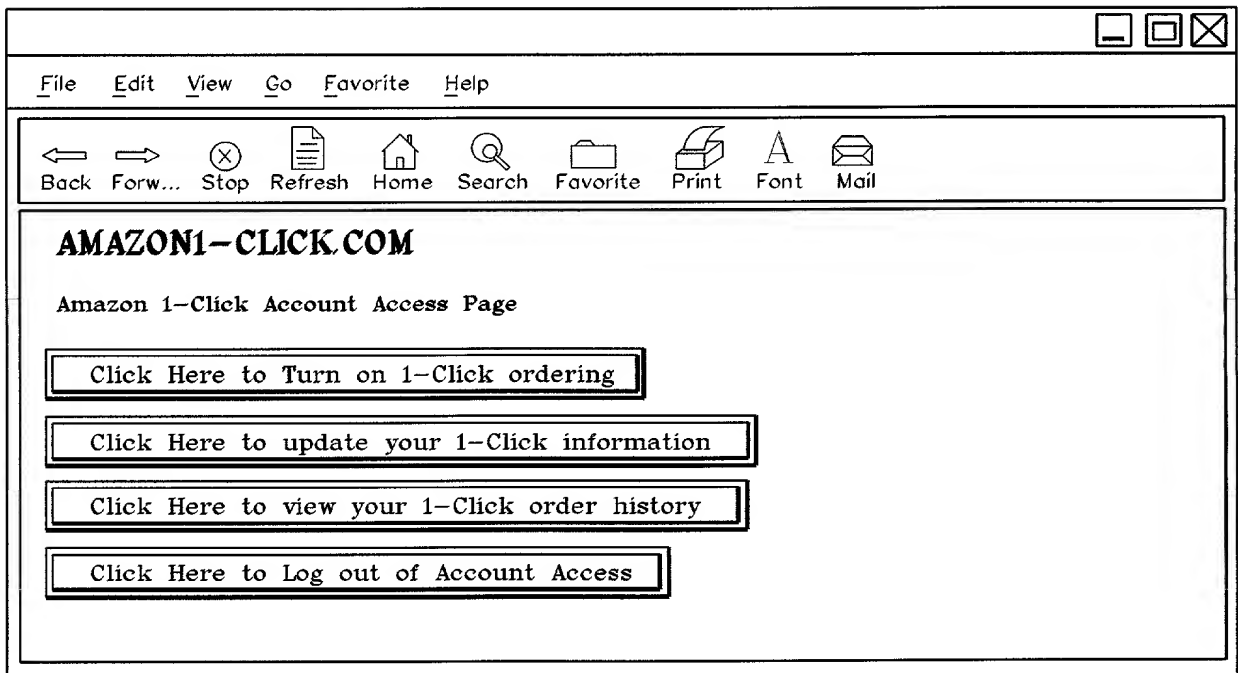 File Edit View Go Favorite Help
Back Forw... Stop Refresh Home Search Favorite Print Font Mail
AMAZON1-CLICK.COM
Amazon 1-Click Account Access Page
Click Here to Turn on 1-Click ordering
Click Here to update your 1-Click information
Click Here to view your 1-Click order history
Click Here to Log out of Account Access